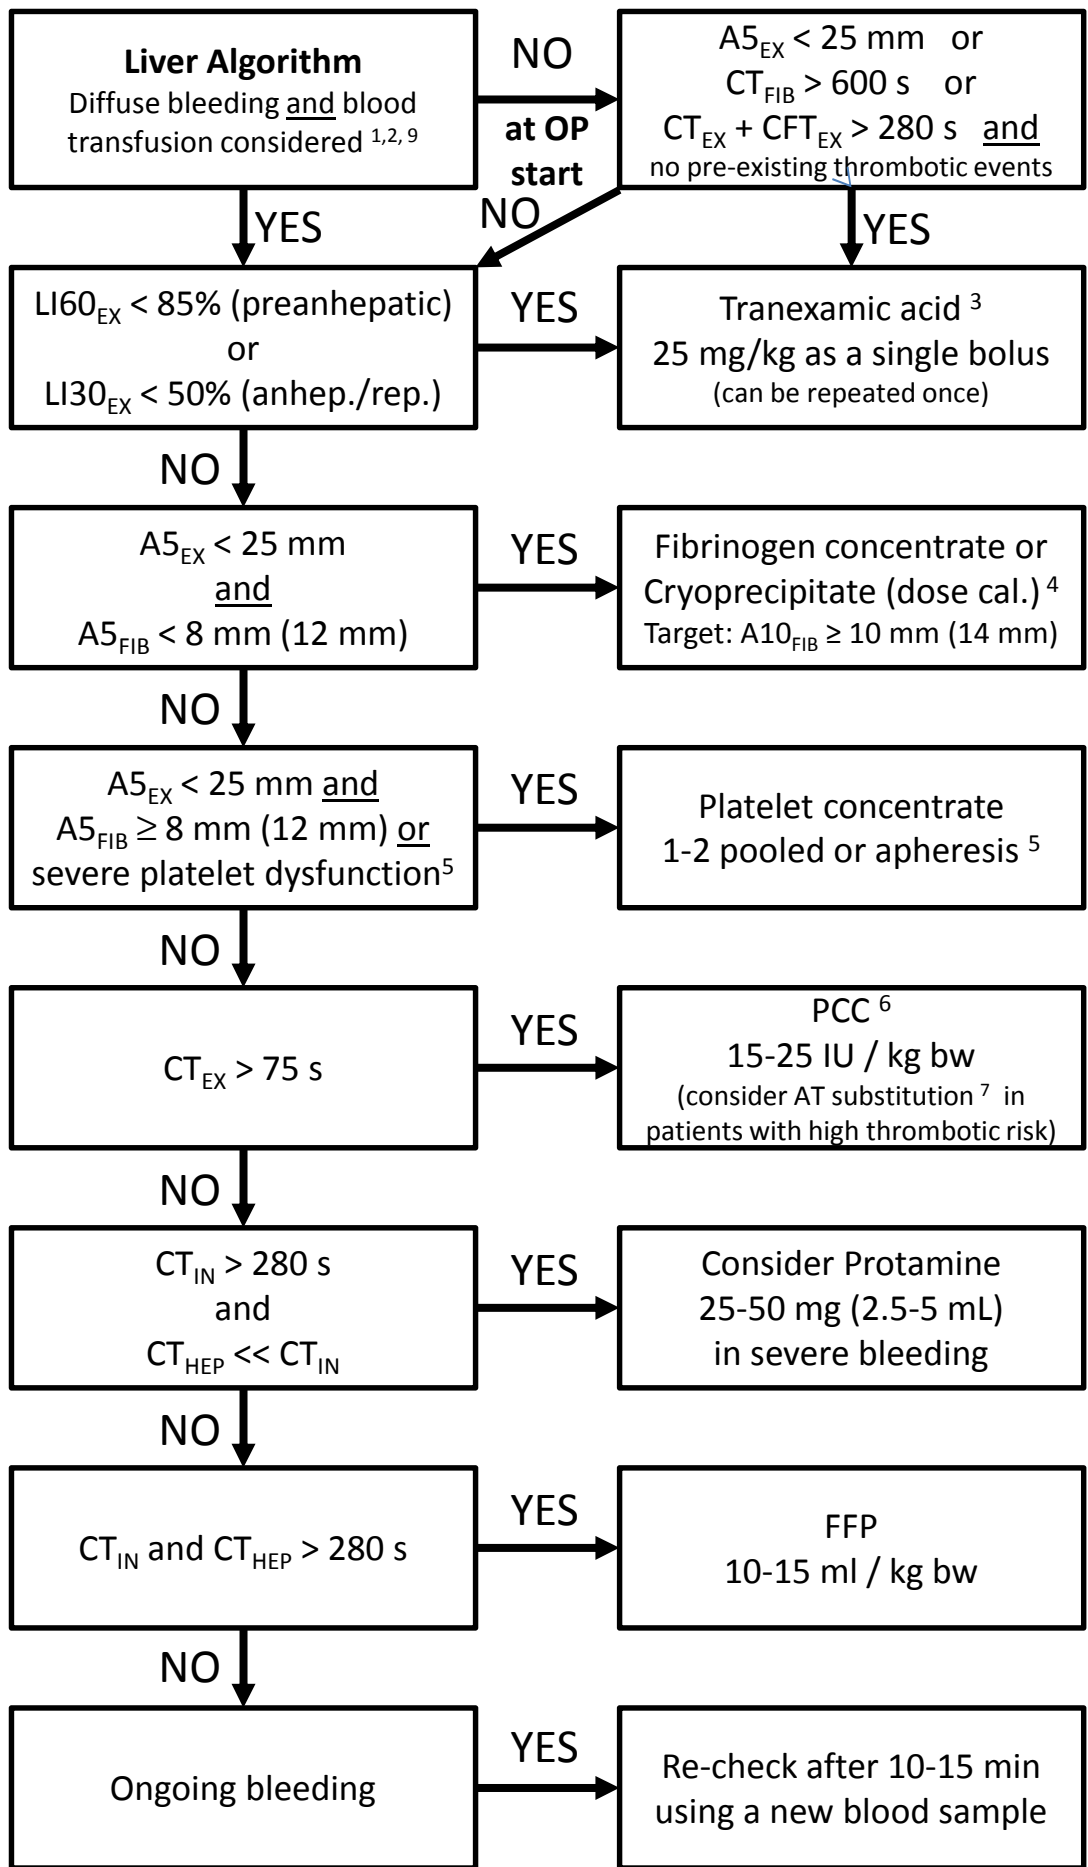 Liver Algorithm
Diffuse bleeding and blood
transfusion considered 1,2, 9
NO
at OP
start
A5EX < 25 mm or
CTFIB > 600 s or
CTEX + CFTEX > 280 s and
no pre-existing thrombotic events
YES
NO
YES
LI60EX < 85% (preanhepatic)
or
LI30EX < 50% (anhep./rep.)
YES
Tranexamic acid 3
25 mg/kg as a single bolus
(can be repeated once)
NO
A5EX < 25 mm
and
A5FIB < 8 mm (12 mm)
YES
Fibrinogen concentrate or
Cryoprecipitate (dose cal.) 4
Target: A10FIB ≥ 10 mm (14 mm)
NO
A5EX < 25 mm and
A5FIB ≥ 8 mm (12 mm) or
severe platelet dysfunction5
YES
Platelet concentrate
1-2 pooled or apheresis 5
NO
CTEX > 75 s
YES
PCC 6
15-25 IU / kg bw
(consider AT substitution 7 in
patients with high thrombotic risk)
NO
CTIN > 280 s
and
CTHEP << CTIN
YES
Consider Protamine
25-50 mg (2.5-5 mL)
in severe bleeding
NO
CTIN and CTHEP > 280 s
YES
FFP
10-15 ml / kg bw
NO
Ongoing bleeding
YES
Re-check after 10-15 min
using a new blood sample